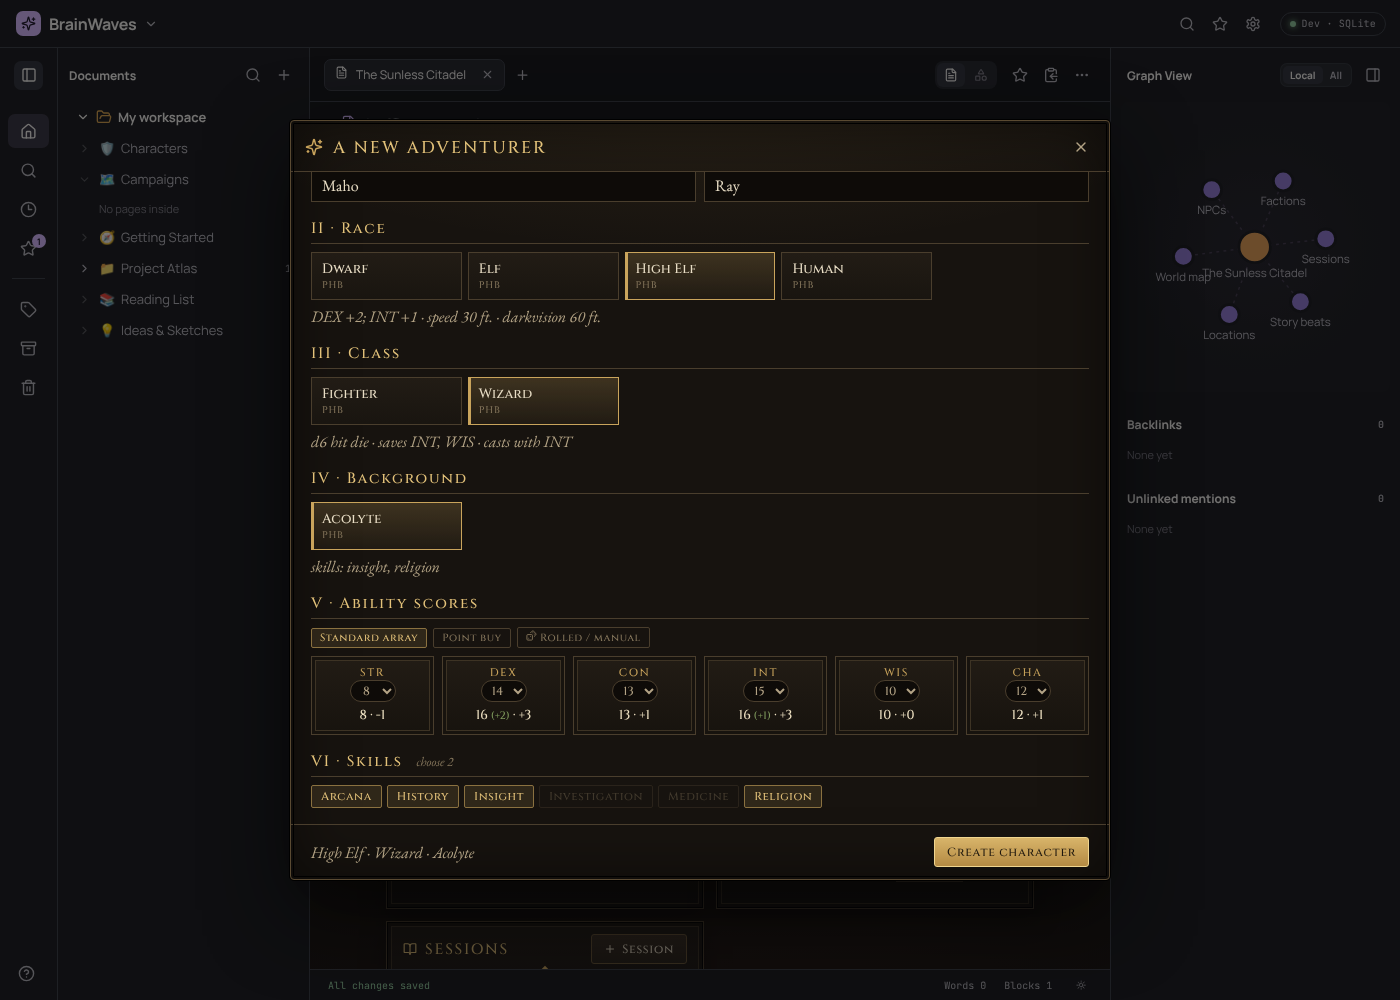 BrainWaves
Dev · SQLite
Documents
The Sunless Citadel
Graph View
Local
All
My workspace
Characters
Campaigns
No pages inside
Getting Started
Project Atlas
1
Reading List
Ideas & Sketches
1
A NEW ADVENTURER
Maho
Ray
II · Race
Dwarf
PHB
Elf
PHB
High Elf
PHB
Human
PHB
DEX +2; INT +1 · speed 30 ft. · darkvision 60 ft.
III · Class
Fighter
PHB
Wizard
PHB
d6 hit die · saves INT, WIS · casts with INT
IV · Background
Acolyte
PHB
skills: insight, religion
V · Ability scores
Standard array
Point buy
Rolled / manual
STR
8
8 · -1
DEX
14
16 (+2) · +3
CON
13
13 · +1
INT
15
16 (+1) · +3
WIS
10
10 · +0
CHA
12
12 · +1
VI · Skills choose 2
Arcana
History
Insight
Investigation
Medicine
Religion
High Elf · Wizard · Acolyte
Create character
SESSIONS
+ Session
All changes saved
Words 0
Blocks 1
NPCs
Factions
Sessions
World map
The Sunless Citadel
Story beats
Locations
Backlinks
0
None yet
Unlinked mentions
0
None yet